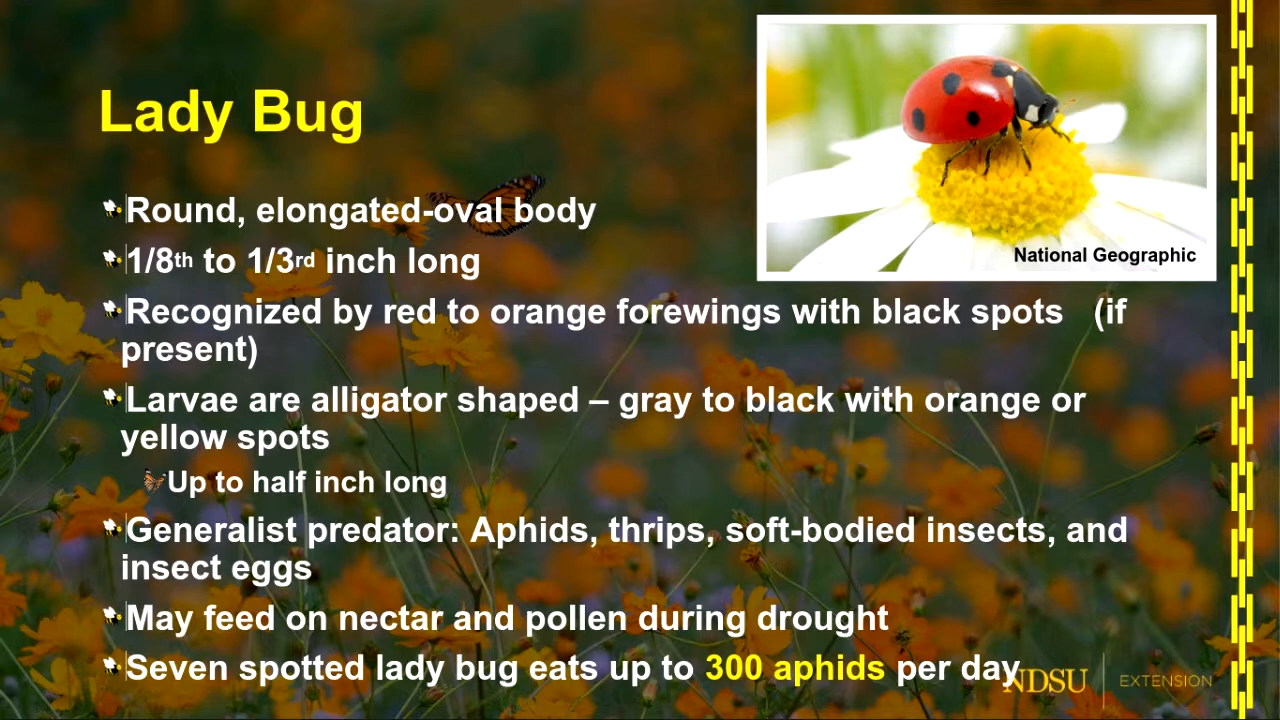 Lady Bug
National Geographic
Round, elongated-oval body
1/8th to 1/3rd inch long
Recognized by red to orange forewings with black spots (if
present)
Larvae are alligator shaped – gray to black with orange or
yellow spots
Up to half inch long
Generalist predator: Aphids, thrips, soft-bodied insects, and
insect eggs
May feed on nectar and pollen during drought
Seven spotted lady bug eats up to 300 aphids per day
NDSU EXTENSION